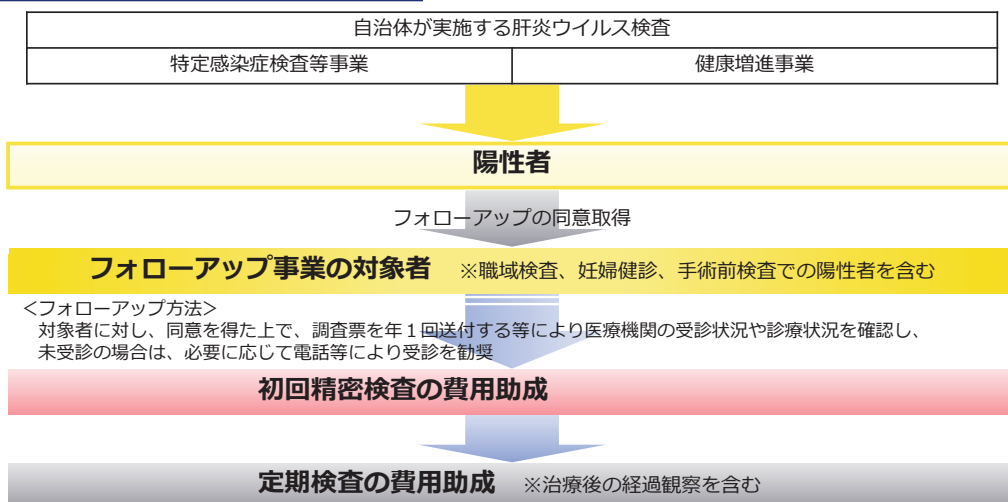 自治体が実施する肝炎ウイルス検査
特定感染症検査等事業
健康増進事業
陽性者
フォローアップの同意取得
フォローアップ事業の対象者 ※職域検査、妊婦健診、手術前検査での陽性者を含む
<フォローアップ方法>
対象者に対し、同意を得た上で、調査票を年１回送付する等により医療機関の受診状況や診療状況を確認し、
未受診の場合は、必要に応じて電話等により受診を勧奨
初回精密検査の費用助成
定期検査の費用助成 ※治療後の経過観察を含む